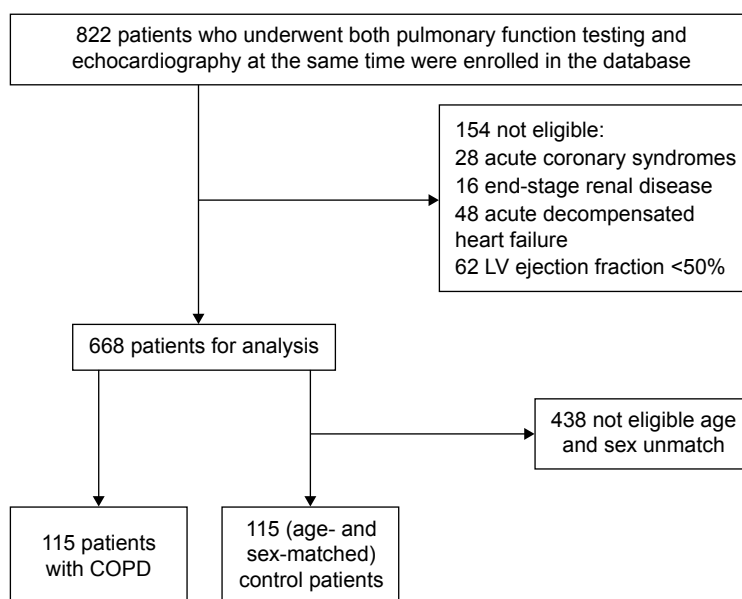 822 patients who underwent both pulmonary function testing and
echocardiography at the same time were enrolled in the database
154 not eligible:
28 acute coronary syndromes
16 end-stage renal disease
48 acute decompensated
heart failure
62 LV ejection fraction <50%
668 patients for analysis
438 not eligible age
and sex unmatch
115 patients
with COPD
115 (age- and
sex-matched)
control patients